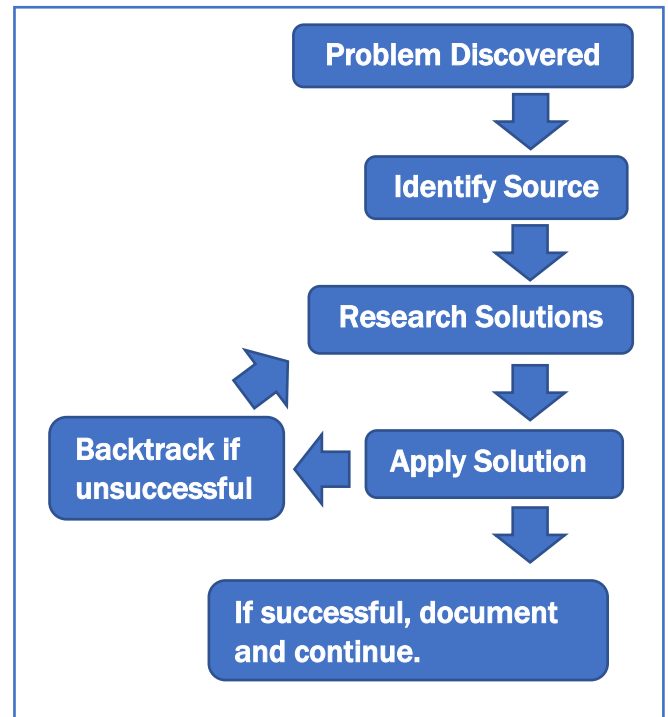 Problem Discovered
Identify Source
Research Solutions
Apply Solution
Backtrack if
unsuccessful
If successful, document
and continue.